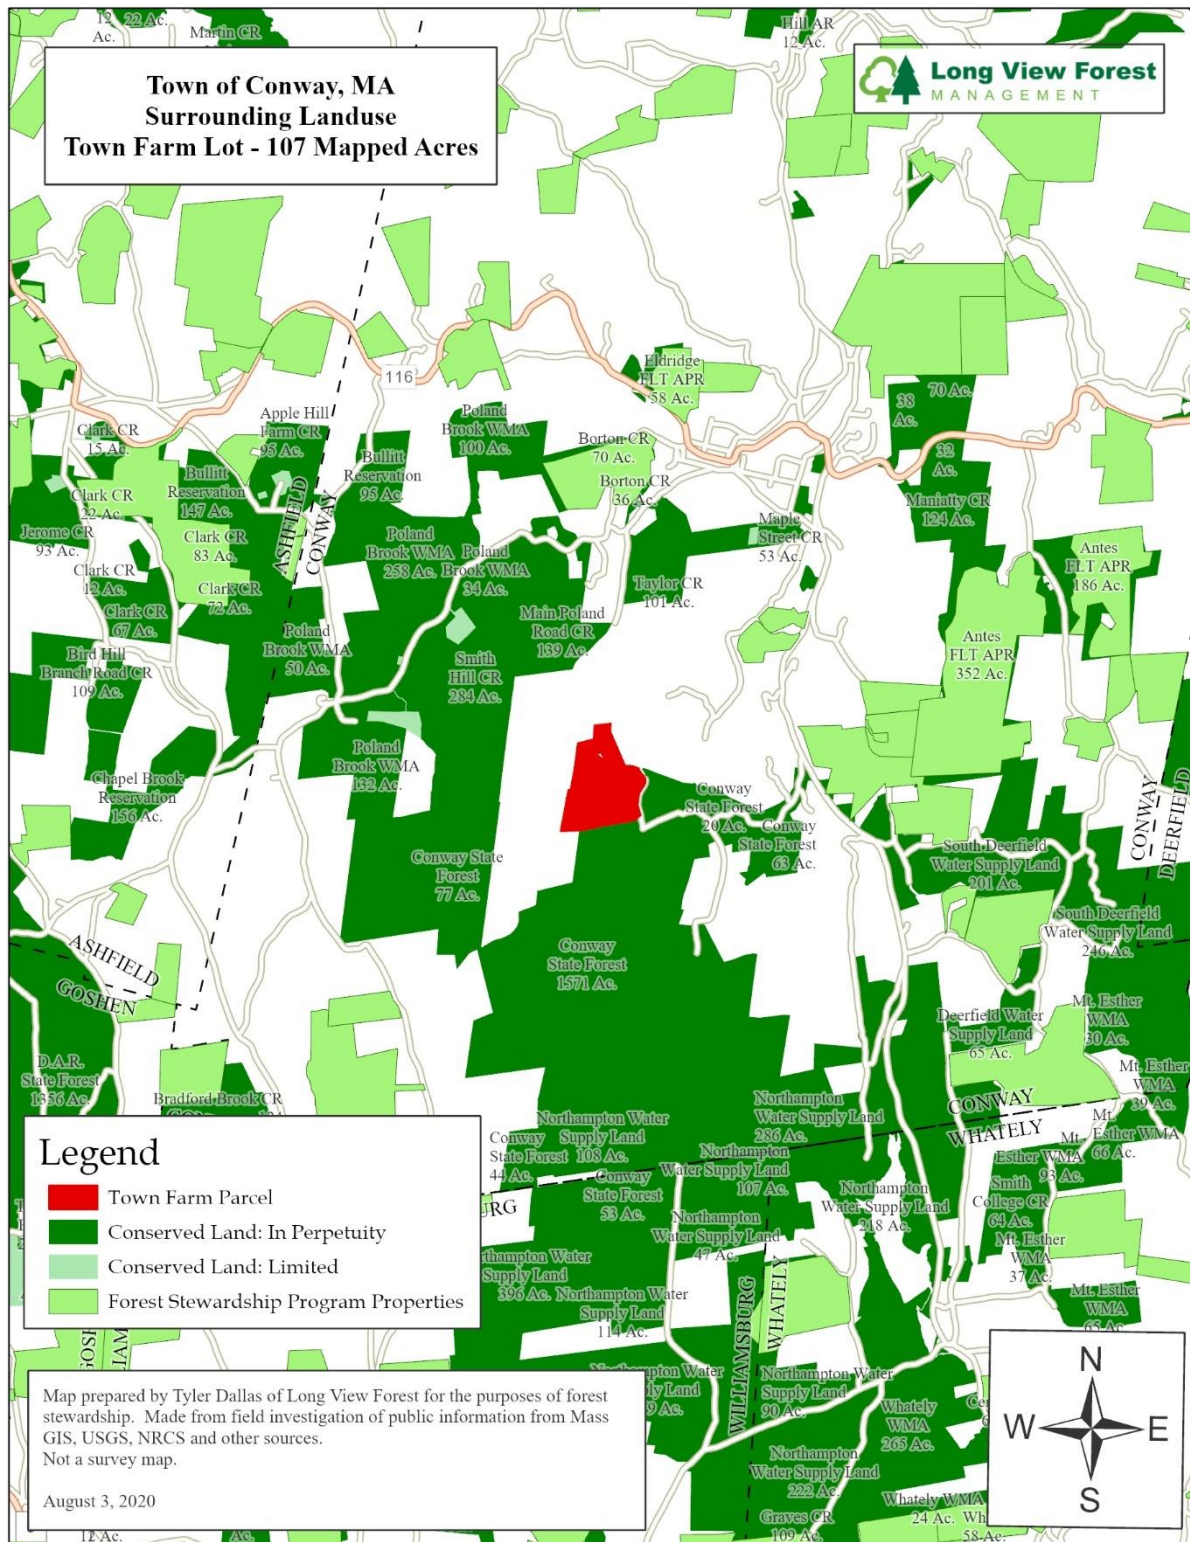 12
Ac.
22 Ac.
Martin CR
Hill AR
12 Ac.
Town of Conway, MA
Surrounding Landuse
Town Farm Lot - 107 Mapped Acres
Long View Forest
MANAGEMENT
116
Eldridge
FLT APR
58 Ac.
38
Ac.
70 Ac.
32
Ac.
Clark CR
15 Ac.
Apple Hill
Farm CR
95 Ac.
Poland
Brook WMA
100 Ac.
Borton CR
70 Ac.
Bullitt
Reservation
147 Ac.
Bullitt
Reservation
95 Ac.
Borton CR
36 Ac.
Maniatty CR
124 Ac.
Clark CR
22 Ac.
Jerome CR
93 Ac.
Clark CR
83 Ac.
ASHFIELD
CONWAY
Poland
Brook WMA
258 Ac.
Poland
Brook WMA
34 Ac.
Maple
Street CR
53 Ac.
Antes
FLT APR
186 Ac.
Clark CR
12 Ac.
Clark CR
72 Ac.
Taylor CR
101 Ac.
Clark CR
67 Ac.
Main Poland
Road CR
139 Ac.
Poland
Brook WMA
50 Ac.
Bird Hill
Branch Road CR
109 Ac.
Smith
Hill CR
284 Ac.
Antes
FLT APR
352 Ac.
Poland
Brook WMA
132 Ac.
Chapel Brook
Reservation
156 Ac.
Conway
State Forest
20 Ac.
Conway
State Forest
63 Ac.
CONWAY
DEERFIELD
Conway State
Forest
77 Ac.
South Deerfield
Water Supply Land
201 Ac.
South Deerfield
Water Supply Land
246 Ac.
ASHFIELD
GOSHEN
Conway
State Forest
1571 Ac.
Deerfield Water
Supply Land
65 Ac.
Mt. Esther
WMA
30 Ac.
D.A.R.
State Forest
1356 Ac.
Bradford Brook CR
Mt. Esther
WMA
39 Ac.
CONWAY
WHATELY
Northampton
Water Supply Land
286 Ac.
Northampton Water
Supply Land
108 Ac.
Conway
State Forest
44 Ac.
Mt.
Esther WMA
66 Ac.
Mt.
Esther WMA
93 Ac.
Northampton
Water Supply Land
107 Ac.
Conway
State Forest
53 Ac.
Smith
College CR
64 Ac.
Northampton
Water Supply Land
218 Ac.
BURG
Northampton
Water Supply Land
47 Ac.
Mt. Esther
WMA
37 Ac.
Northampton Water
Supply Land
396 Ac.
Northampton Water
Supply Land
114 Ac.
WILLIAMSBURG
WHATELY
Mt. Esther
WMA
65 Ac.
Legend
Town Farm Parcel
Conserved Land: In Perpetuity
Conserved Land: Limited
Forest Stewardship Program Properties
GOSH
LIAM
Northampton Water
Supply Land
9 Ac.
Northampton Water
Supply Land
90 Ac.
Whately
WMA
265 Ac.
Northampton
Water Supply Land
222 Ac.
Whately WMA
24 Ac.
Wh
58 Ac.
Graves CR
109 Ac.
Map prepared by Tyler Dallas of Long View Forest for the purposes of forest
stewardship. Made from field investigation of public information from Mass
GIS, USGS, NRCS and other sources.
Not a survey map.
August 3, 2020
N
W
E
S
12 Ac.
Ac.